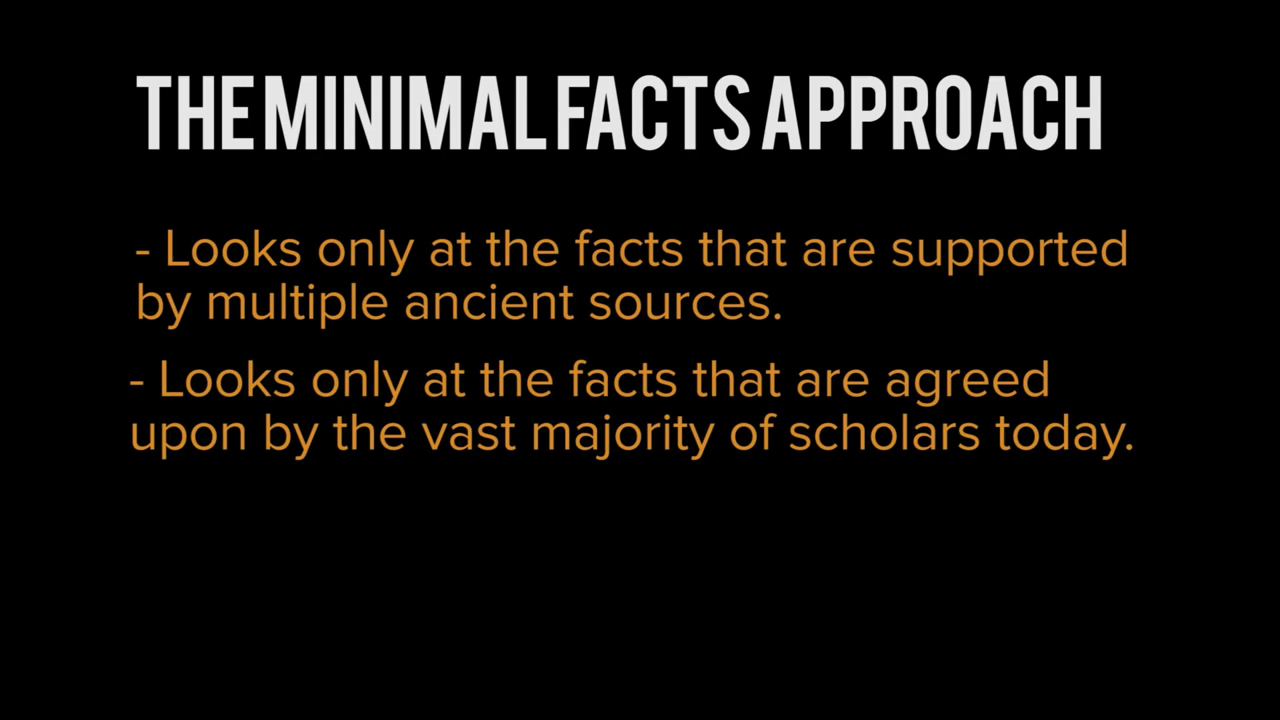 THE MINIMAL FACTS APPROACH
- Looks only at the facts that are supported
by multiple ancient sources.
- Looks only at the facts that are agreed
upon by the vast majority of scholars today.